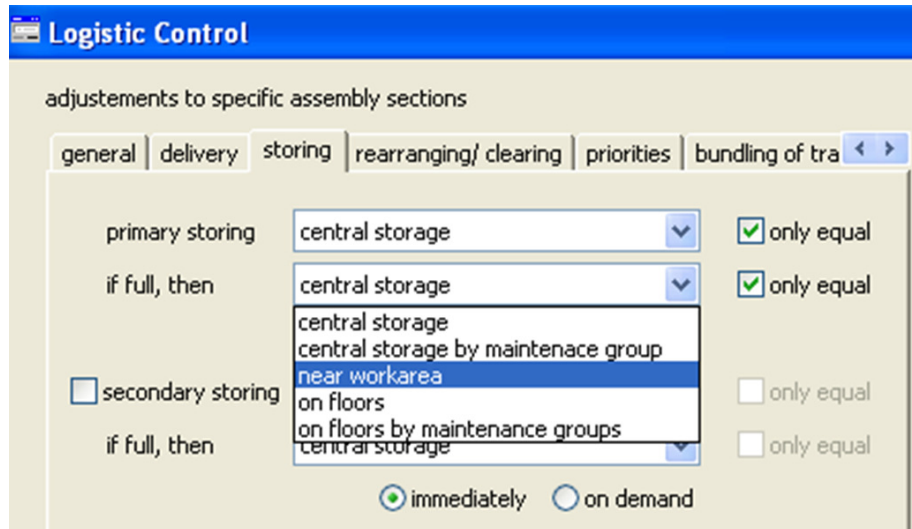 Logistic Control
adjustements to specific assembly sections
general delivery storing rearranging/ clearing priorities bundling of tra
primary storing central storage only equal
if full, then central storage only equal
central storage
central storage by maintenace group
near workarea
secondary storing only equal
on floors
on floors by maintenance groups
if full, then central storage only equal
immediately on demand